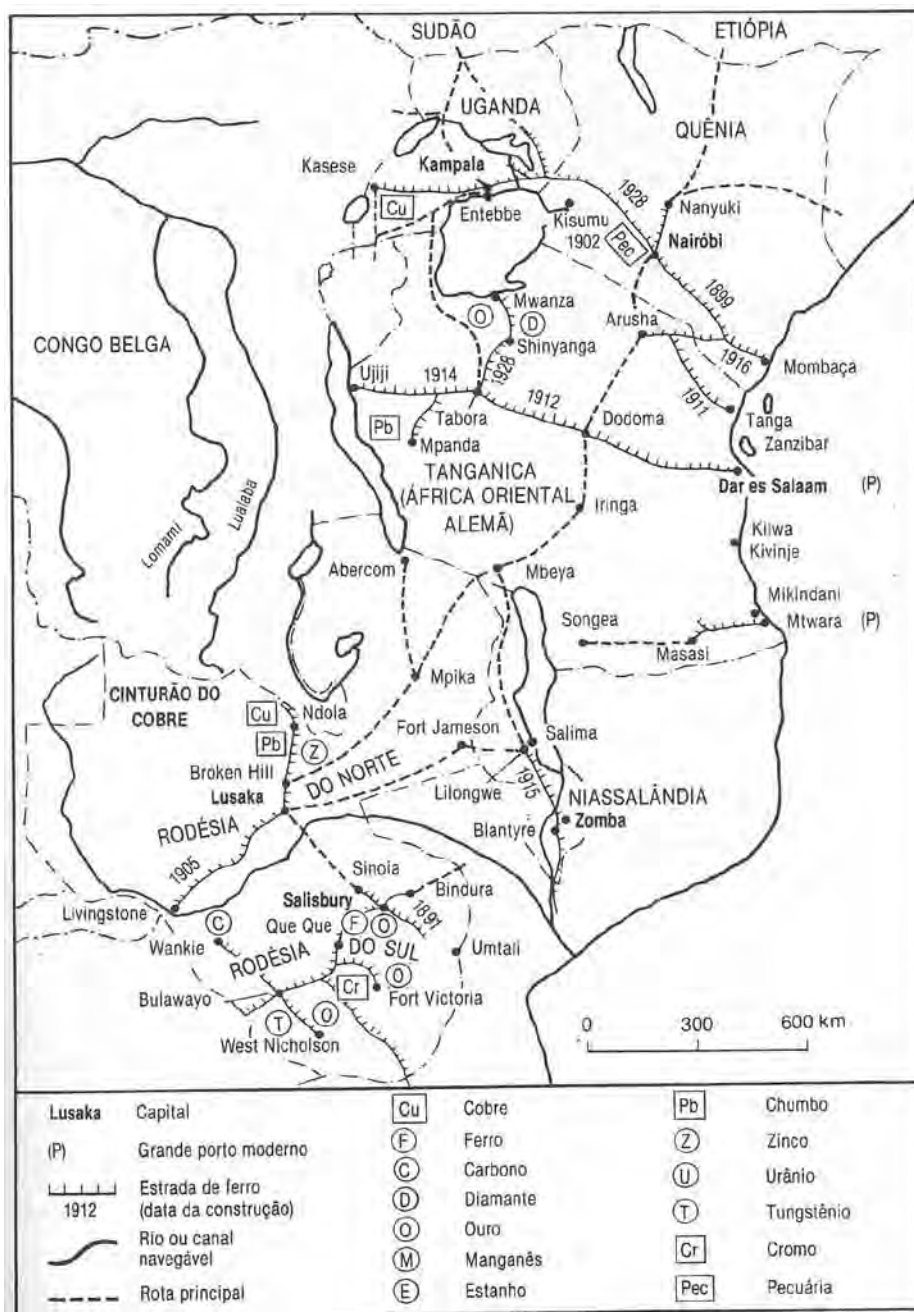 SUDÃO
ETIÓPIA
UGANDA
QUÊNIA
Kasese
Kampala
Cu
Entebbe
Kisumu
1902
1928
Nanyuki
Pec
Nairóbi
1899
Mwanza
O
D
Shinyanga
Arusha
CONGO BELGA
Ujiji
1914
1928
1916
Mombaça
1912
1911
Tabora
Dodoma
Tanga
Zanzibar
Pb
Mpanda
TANGANICA
(ÁFRICA ORIENTAL
ALEMÃ)
Dar es Salaam
(P)
Lomami
Lualaba
Iringa
Kilwa
Kivinje
Abercom
Mbeya
Mikindani
Songea
Mtwara
(P)
Masasi
Mpika
CINTURÃO DO
COBRE
Cu
Ndola
Pb
Z
Fort Jameson
Salima
Broken Hill
DO NORTE
Lusaka
Lilongwe
1915
NIASSALÂNDIA
RODÉSIA
Blantyre
Zomba
1905
Sinoia
Livingstone
Salisbury
Bindura
C
Que Que
F
O
1891
Wankie
RODÉSIA
DO SUL
Umtali
O
Bulawayo
Cr
Fort Victoria
T
O
West Nicholson
0
300
600 km
Lusaka Capital
(P) Grande porto moderno
Estrada de ferro
1912 (data da construção)
Rio ou canal
navegável
Rota principal
Cu Cobre
F Ferro
C Carbono
D Diamante
O Ouro
M Manganês
E Estanho
Pb Chumbo
Z Zinco
U Urânio
T Tungstênio
Cr Cromo
Pec Pecuária